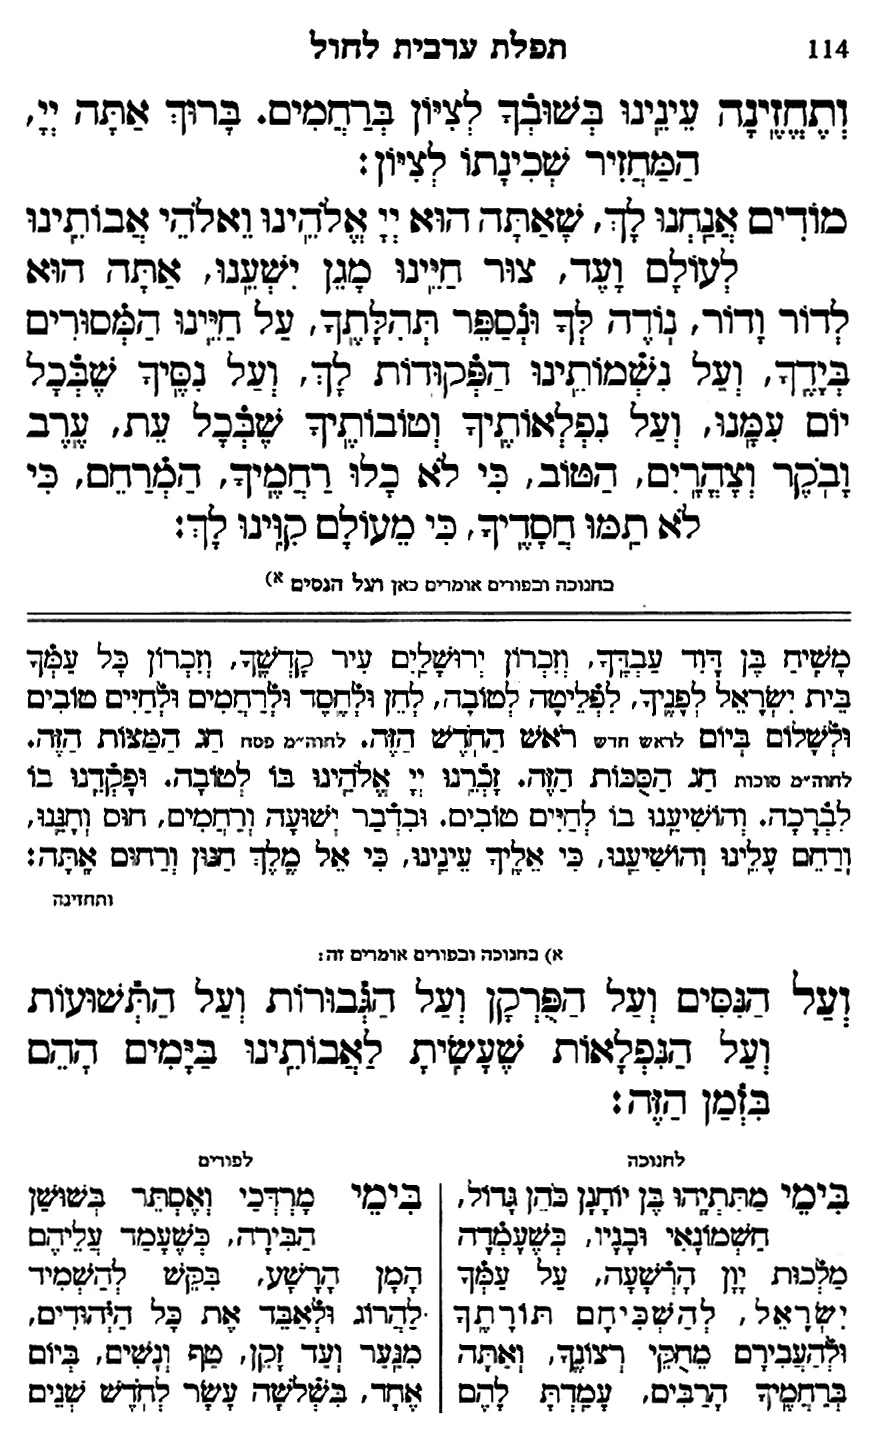 תפלת ערבית לחול 114
וְתֶחֱזֶינָה עֵינֵינוּ בְּשׁוּבְךָ לְצִיּוֹן בְּרַחֲמִים. בָּרוּךְ אַתָּה יְיָ,
הַמַּחֲזִיר שְׁכִינָתוֹ לְצִיּוֹן:
מוֹדִים אֲנַחְנוּ לָךְ, שָׁאַתָּה הוּא יְיָ אֱלֹהֵינוּ וֵאלֹהֵי אֲבוֹתֵינוּ
לְעוֹלָם וָעֶד, צוּר חַיֵּינוּ מָגֵן יִשְׁעֵנוּ, אַתָּה הוּא
לְדוֹר וָדוֹר, נוֹדֶה לְּךָ וּנְסַפֵּר תְּהִלָּתֶךָ, עַל חַיֵּינוּ הַמְּסוּרִים
בְּיָדֶךָ, וְעַל נִשְׁמוֹתֵינוּ הַפְּקוּדוֹת לָךְ, וְעַל נִסֶּיךָ שֶׁבְּכָל
יוֹם עִמָּנוּ, וְעַל נִפְלְאוֹתֶיךָ וְטוֹבוֹתֶיךָ שֶׁבְּכָל עֵת, עֶרֶב
וָבֹקֶר וְצָהֳרָיִם, הַטּוֹב, כִּי לֹא כָלוּ רַחֲמֶיךָ, הַמְרַחֵם, כִּי
לֹא תַמּוּ חֲסָדֶיךָ, כִּי מֵעוֹלָם קִוִּינוּ לָךְ:
בחנוכה ובפורים אומרים כאן ועל הנסים א)
מָשִׁיחַ בֶּן דָּוִד עַבְדֶּךָ, וְזִכְרוֹן יְרוּשָׁלַיִם עִיר קָדְשֶׁךָ, וְזִכְרוֹן כָּל עַמְּךָ
בֵּית יִשְׂרָאֵל לְפָנֶיךָ, לִפְלֵיטָה לְטוֹבָה, לְחֵן וּלְחֶסֶד וּלְרַחֲמִים וּלְחַיִּים טוֹבִים
וּלְשָׁלוֹם בְּיוֹם לראש חדש רֹאשׁ הַחֹדֶשׁ הַזֶּה. לחוה״מ פסח חַג הַמַּצּוֹת הַזֶּה.
לחוה״מ סוכות חַג הַסֻּכּוֹת הַזֶּה. זָכְרֵנוּ יְיָ אֱלֹהֵינוּ בּוֹ לְטוֹבָה. וּפָקְדֵנוּ בוֹ
לִבְרָכָה. וְהוֹשִׁיעֵנוּ בוֹ לְחַיִּים טוֹבִים. וּבִדְבַר יְשׁוּעָה וְרַחֲמִים, חוּס וְחָנֵּנוּ,
וְרַחֵם עָלֵינוּ וְהוֹשִׁיעֵנוּ, כִּי אֵלֶיךָ עֵינֵינוּ, כִּי אֵל מֶלֶךְ חַנּוּן וְרַחוּם אָתָּה:
ותחזינה
א) בחנוכה ובפורים אומרים זה:
וְעַל הַנִּסִּים וְעַל הַפֻּרְקָן וְעַל הַגְּבוּרוֹת וְעַל הַתְּשׁוּעוֹת
וְעַל הַנִּפְלָאוֹת שֶׁעָשִׂיתָ לַאֲבוֹתֵינוּ בַּיָּמִים הָהֵם
בִּזְמַן הַזֶּה:
לחנוכה
בִּימֵי מַתִּתְיָהוּ בֶּן יוֹחָנָן כֹּהֵן גָּדוֹל,
חַשְׁמוֹנָאִי וּבָנָיו, כְּשֶׁעָמְדָה
מַלְכוּת יָוָן הָרְשָׁעָה, עַל עַמְּךָ
יִשְׂרָאֵל, לְהַשְׁכִּיחָם תּוֹרָתֶךָ
וּלְהַעֲבִירָם מֵחֻקֵּי רְצוֹנֶךָ, וְאַתָּה
בְּרַחֲמֶיךָ הָרַבִּים, עָמַדְתָּ לָהֶם
לפורים
בִּימֵי מָרְדְּכַי וְאֶסְתֵּר בְּשׁוּשַׁן
הַבִּירָה, כְּשֶׁעָמַד עֲלֵיהֶם
הָמָן הָרָשָׁע, בִּקֵּשׁ לְהַשְׁמִיד
לַהֲרוֹג וּלְאַבֵּד אֶת כָּל הַיְּהוּדִים,
מִנַּעַר וְעַד זָקֵן, טַף וְנָשִׁים, בְּיוֹם
אֶחָד, בִּשְׁלֹשָׁה עָשָׂר לְחֹדֶשׁ שְׁנֵים